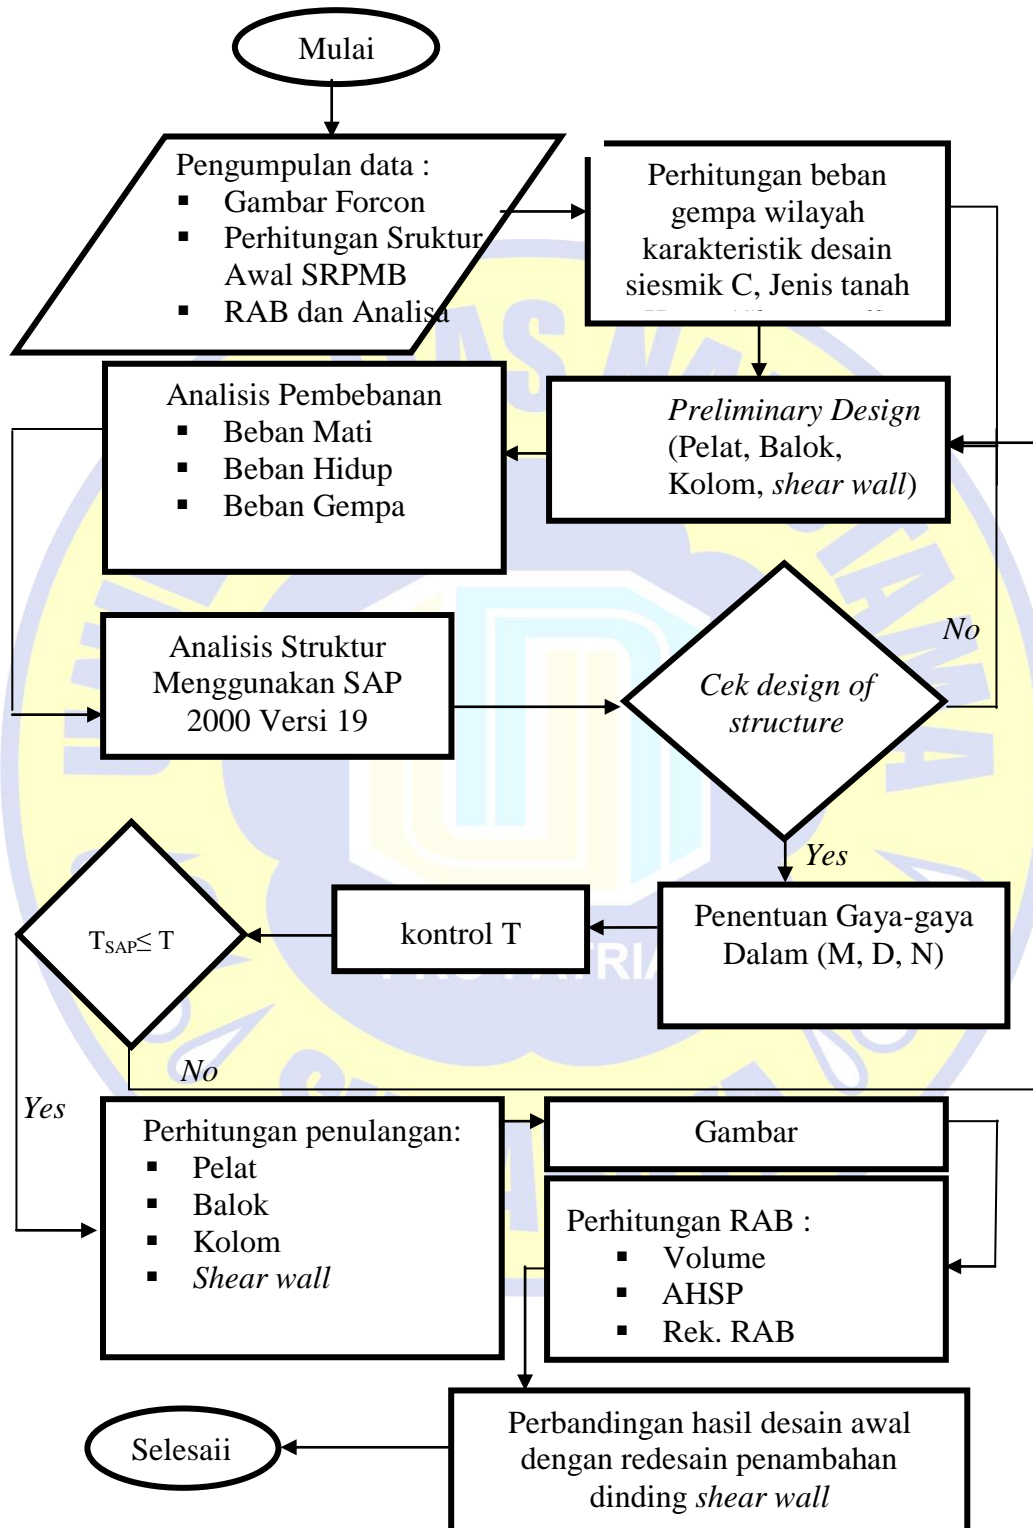 Mulai
Pengumpulan data :
▪ Gambar Forcon
▪ Perhitungan Sruktur
Awal SRPMB
▪ RAB dan Analisa
Perhitungan beban
gempa wilayah
karakteristik desain
siesmik C, Jenis tanah
Preliminary Design
(Pelat, Balok,
Kolom, shear wall)
Analisis Pembebanan
▪ Beban Mati
▪ Beban Hidup
▪ Beban Gempa
Analisis Struktur
Menggunakan SAP
2000 Versi 19
Cek design of
structure
No
Yes
Penentuan Gaya-gaya
Dalam (M, D, N)
kontrol T
TSAP≤ T
No
Yes
Perhitungan penulangan:
▪ Pelat
▪ Balok
▪ Kolom
▪ Shear wall
Gambar
Perhitungan RAB :
▪ Volume
▪ AHSP
▪ Rek. RAB
Perbandingan hasil desain awal
dengan redesain penambahan
dinding shear wall
Selesaii